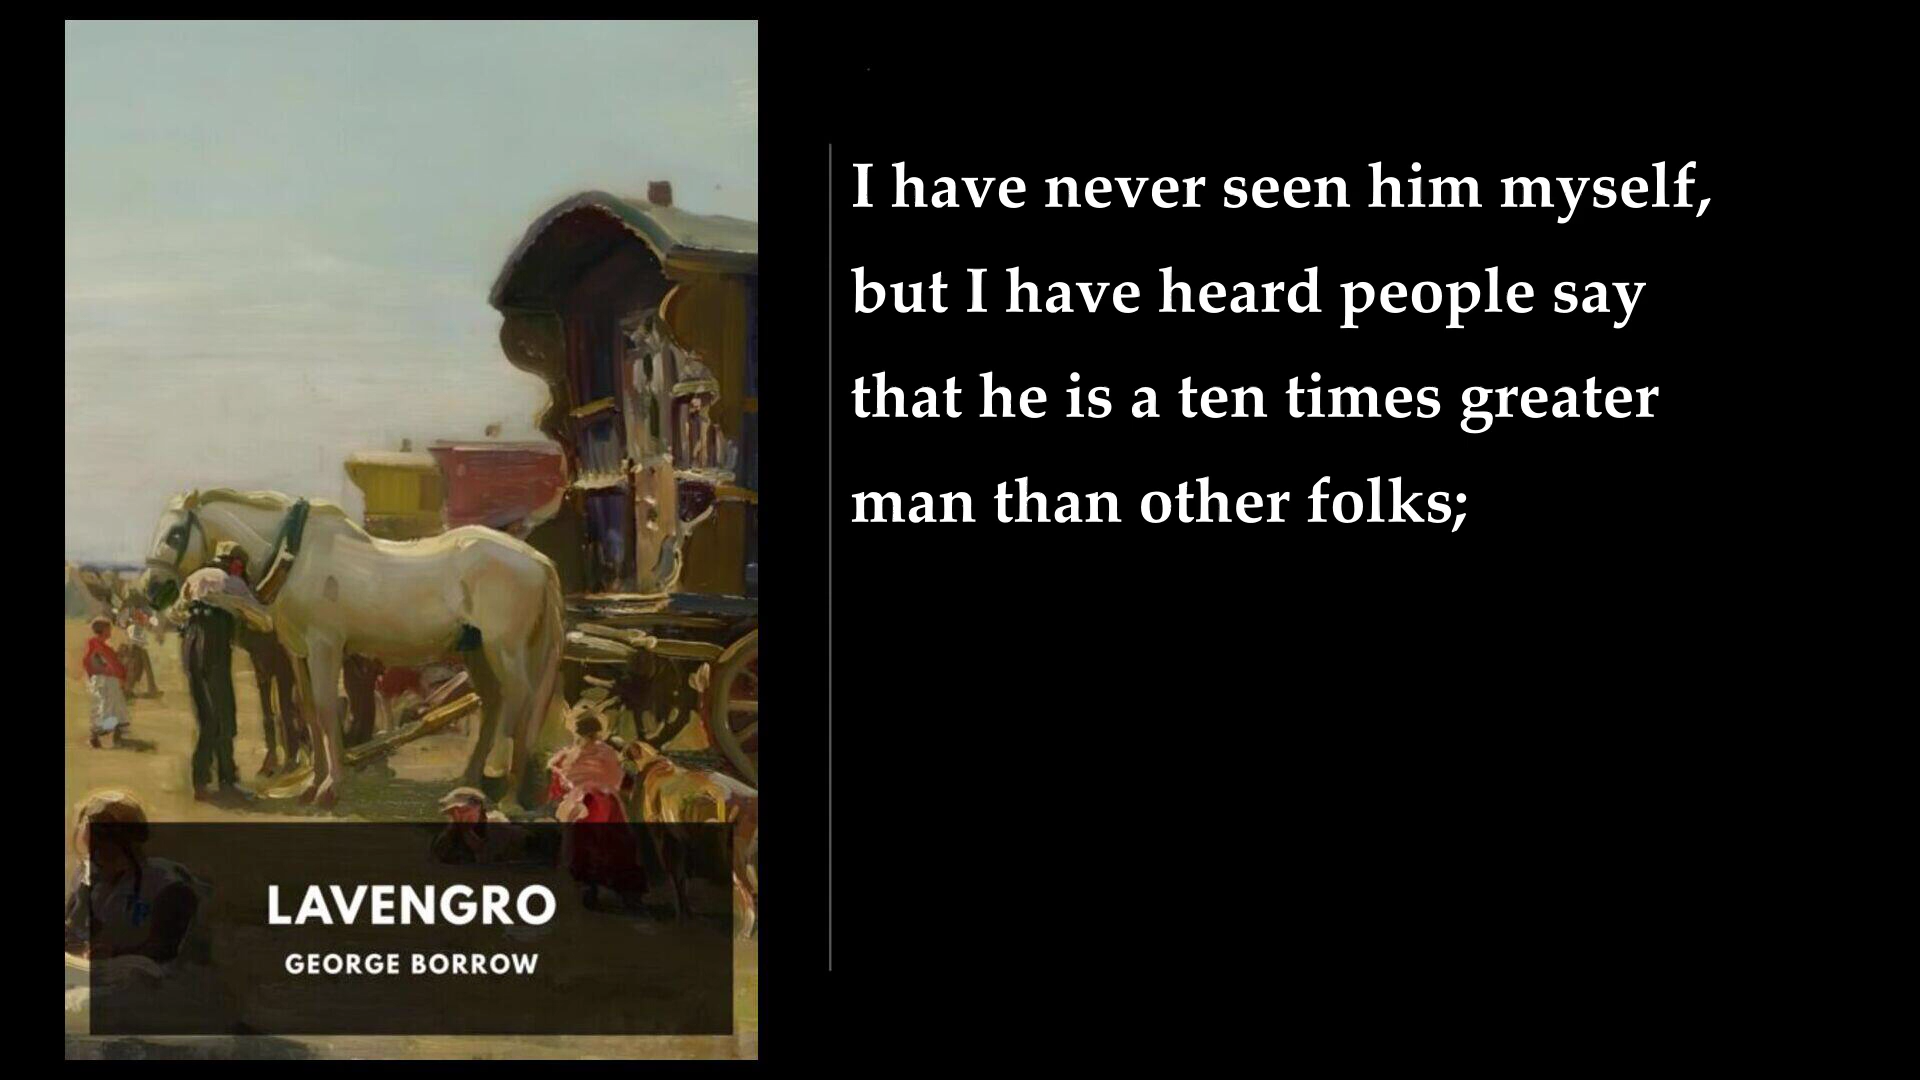 I have never seen him myself,
but I have heard people say
that he is a ten times greater
man than other folks;
LAVENGRO
GEORGE BORROW